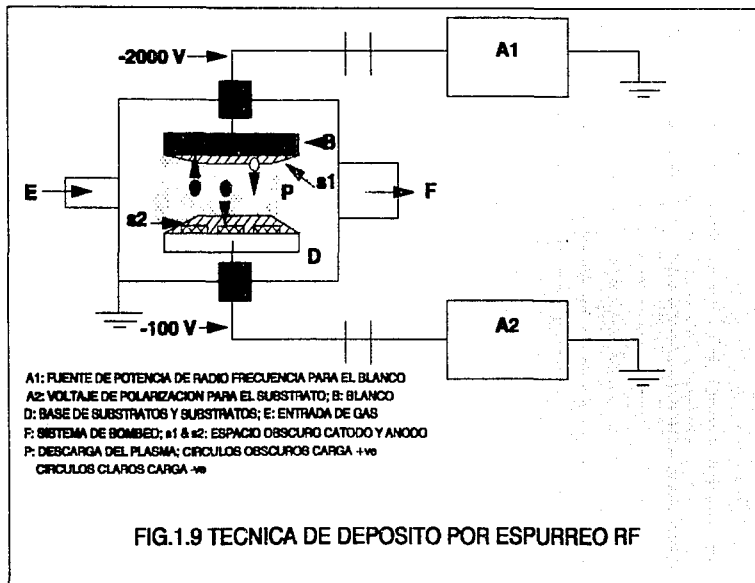 -2000 V
A1
B
s1
E
P
F
s2
D
-100 V
A2
A1: FUENTE DE POTENCIA DE RADIO FRECUENCIA PARA EL BLANCO
A2: VOLTAJE DE POLARIZACION PARA EL SUBSTRATO; B: BLANCO
D: BASE DE SUBSTRATOS Y SUBSTRATOS; E: ENTRADA DE GAS
F: SISTEMA DE BOMBEO; s1 & s2: ESPACIO OBSCURO CATODO Y ANODO
P: DESCARGA DEL PLASMA; CIRCULOS OBSCUROS CARGA +ve
CIRCULOS CLAROS CARGA -ve
FIG.1.9 TECNICA DE DEPOSITO POR ESPURREO RF